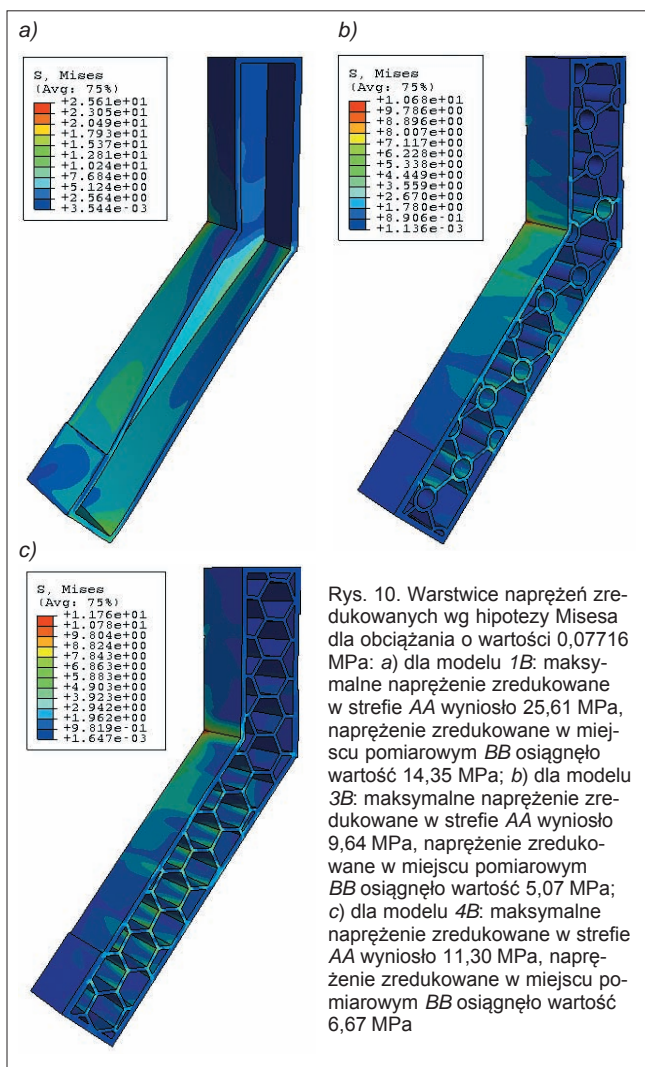 a)
S, Mises
(Avg: 75%)
+2.561e+01
+2.305e+01
+2.049e+01
+1.793e+01
+1.537e+01
+1.281e+01
+1.024e+01
+7.684e+00
+5.124e+00
+2.564e+00
+3.544e-03
b)
S, Mises
(Avg: 75%)
+1.068e+01
+9.786e+00
+8.896e+00
+8.007e+00
+7.117e+00
+6.228e+00
+5.338e+00
+4.449e+00
+3.559e+00
+2.670e+00
+1.780e+00
+8.906e-01
+1.136e-03
c)
S, Mises
(Avg: 75%)
+1.176e+01
+1.078e+01
+9.804e+00
+8.824e+00
+7.843e+00
+6.863e+00
+5.883e+00
+4.903e+00
+3.923e+00
+2.942e+00
+1.962e+00
+9.819e-01
+1.647e-03
Rys. 10. Warstwice naprężeń zre-
dukowanych wg hipotezy Misesa
dla obciążania o wartości 0,07716
MPa: a) dla modelu 1B: maksy-
malne naprężenie zredukowane
w strefie AA wyniosło 25,61 MPa,
naprężenie zredukowane w miej-
scu pomiarowym BB osiągnęło
wartość 14,35 MPa; b) dla modelu
3B: maksymalne naprężenie zre-
dukowane w strefie AA wyniosło
9,64 MPa, naprężenie zreduko-
wane w miejscu pomiarowym
BB osiągnęło wartość 5,07 MPa;
c) dla modelu 4B: maksymalne
naprężenie zredukowane w strefie
AA wyniosło 11,30 MPa, naprę-
żenie zredukowane w miejscu po-
miarowym BB osiągnęło wartość
6,67 MPa